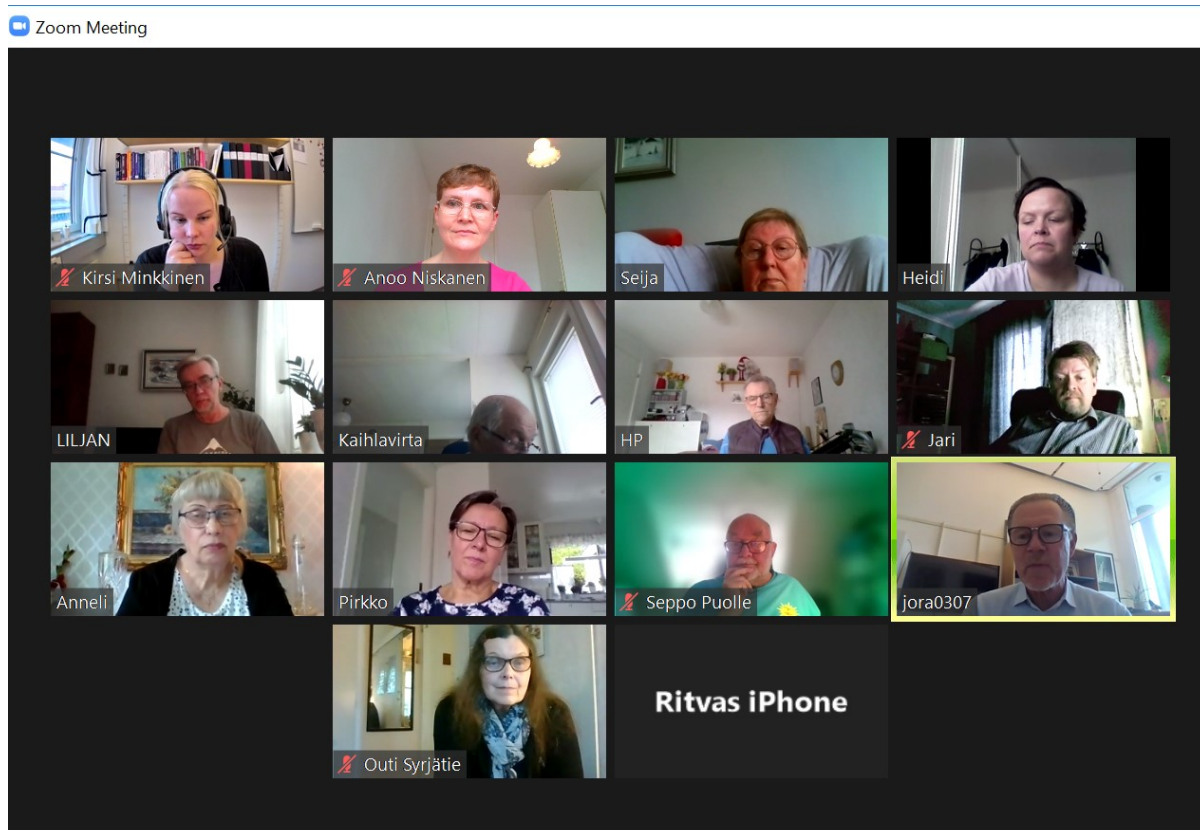 Zoom Meeting
Kirsi Minkkinen
Anoo Niskanen
Seija
Heidi
LILJAN
Kaihlavirta
HP
Jari
Anneli
Pirkko
Seppo Puolle
jora0307
Outi Syrjätie
Ritvas iPhone